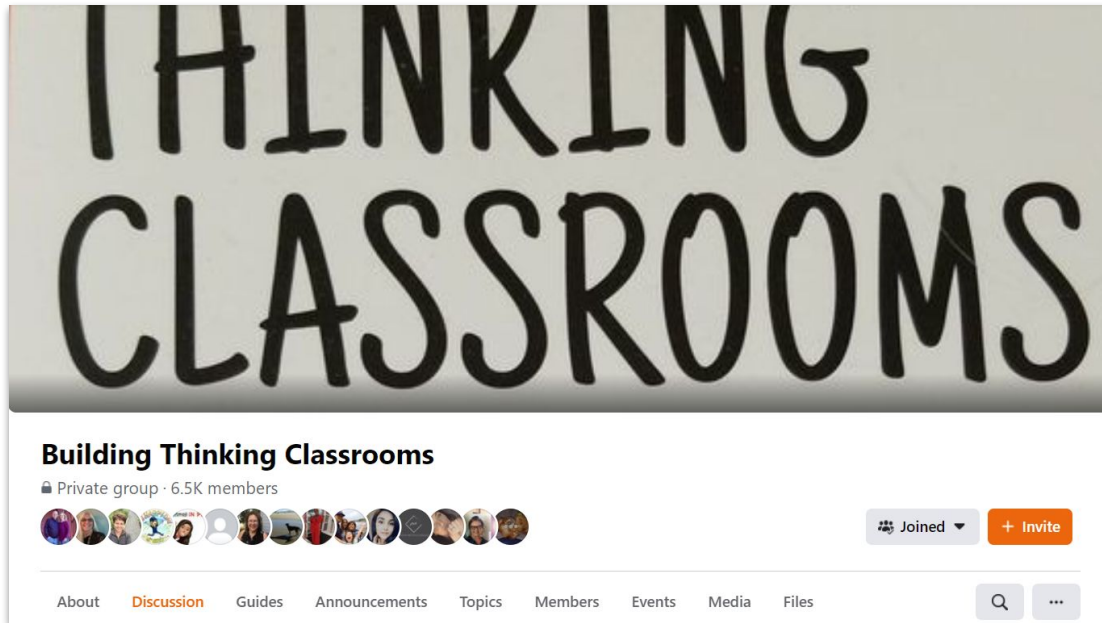 THINKING
CLASSROOMS
Building Thinking Classrooms
Private group · 6.5K members
Joined
+ Invite
About Discussion Guides Announcements Topics Members Events Media Files
...